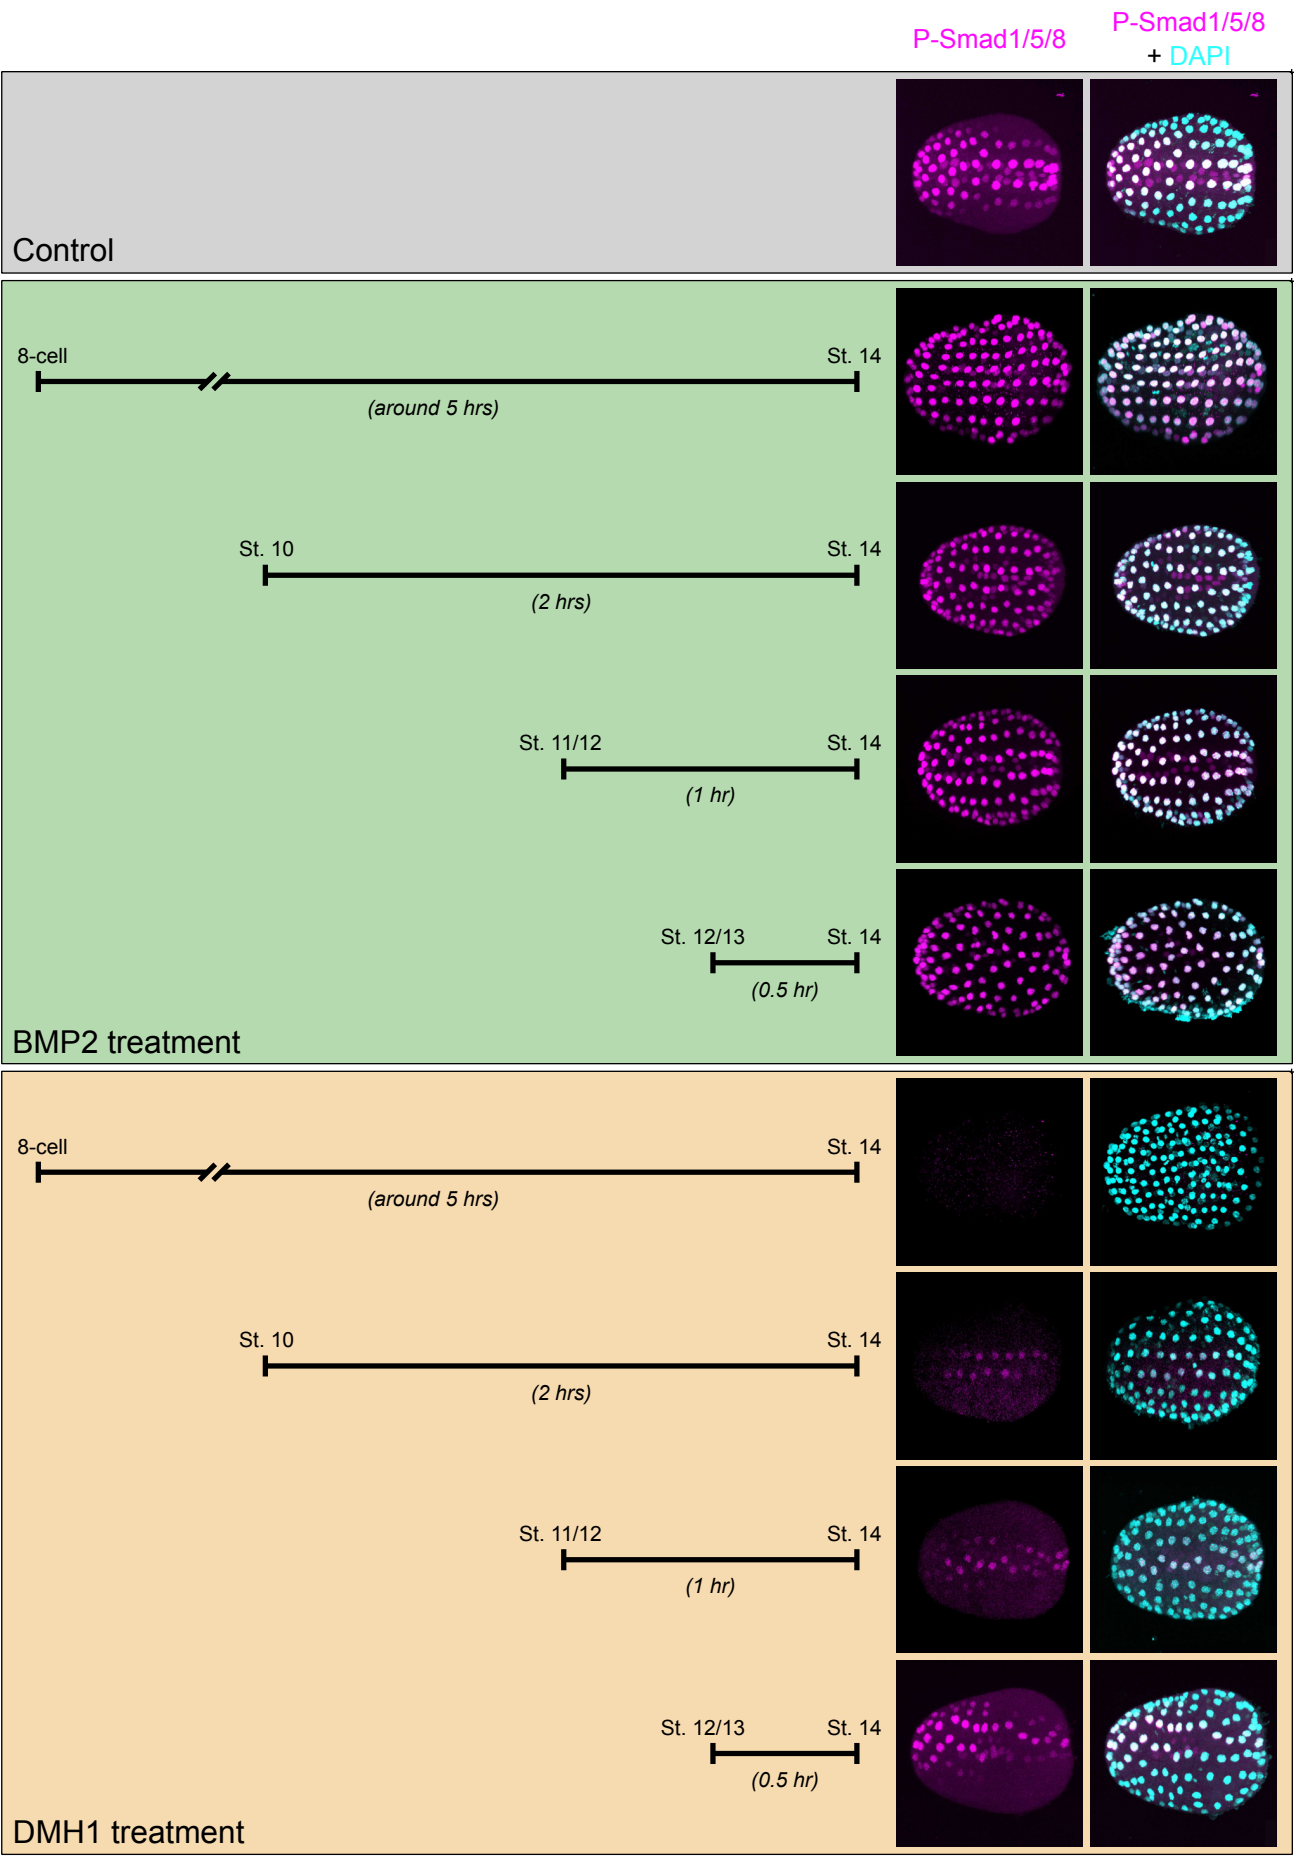 P-Smad1/5/8
P-Smad1/5/8
+ DAPI
Control
8-cell
St. 14
(around 5 hrs)
St. 10
St. 14
(2 hrs)
St. 11/12
St. 14
(1 hr)
St. 12/13
St. 14
(0.5 hr)
BMP2 treatment
8-cell
St. 14
(around 5 hrs)
St. 10
St. 14
(2 hrs)
St. 11/12
St. 14
(1 hr)
St. 12/13
St. 14
(0.5 hr)
DMH1 treatment